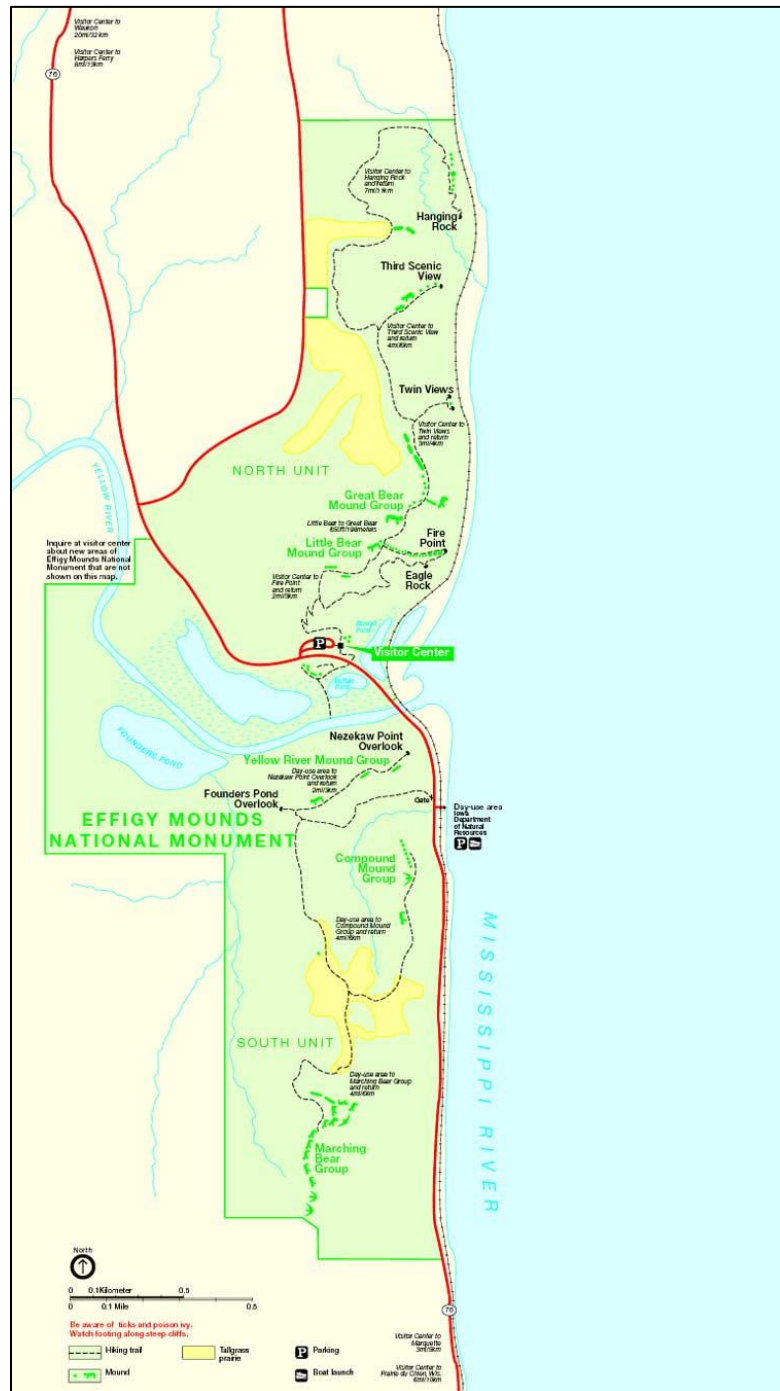 Visitor Center to
Waukon
20mi/32km
Visitor Center to
Harpers Ferry
8mi/13km
76
Visitor Center to
Hanging Rock
and return
7mi/11km
Hanging
Rock
Third Scenic
View
Visitor Center to
Third Scenic View
and return
4mi/6km
Twin Views
Visitor Center to
Twin Views
and return
3mi/4km
NORTH UNIT
YELLOW RIVER
Great Bear
Mound Group
Little Bear to Great Bear
650ft/198meters
Little Bear
Mound Group
Fire
Point
Eagle
Rock
Inquire at visitor center
about new areas of
Effigy Mounds National
Monument that are not
shown on this map.
Visitor Center to
Fire Point
and return
2mi/3km
Pond
P
Visitor Center
Pond
FOUNDERS POND
Nezekaw Point
Overlook
Yellow River Mound Group
Day-use area to
Nezekaw Point Overlook
and return
2mi/3km
Founders Pond
Overlook
Gate
Day-use area
Iowa
Department
of Natural
Resources
P
EFFIGY MOUNDS
NATIONAL MONUMENT
Compound
Mound
Group
Day-use area to
Compound Mound
Group and return
4mi/6km
MISSISSIPPI RIVER
SOUTH UNIT
Day-use area to
Marching Bear Group
and return
4mi/6km
Marching
Bear
Group
North
0 0.1Kilometer 0.5
0 0.1 Mile 0.5
76
Be aware of ticks and poison ivy.
Watch footing along steep cliffs.
Hiking trail
Tallgrass
prairie
P Parking
Mound
Boat launch
Visitor Center to
Marquette
3mi/5km
Visitor Center to
Prairie du Chien, Wis.
6mi/10km